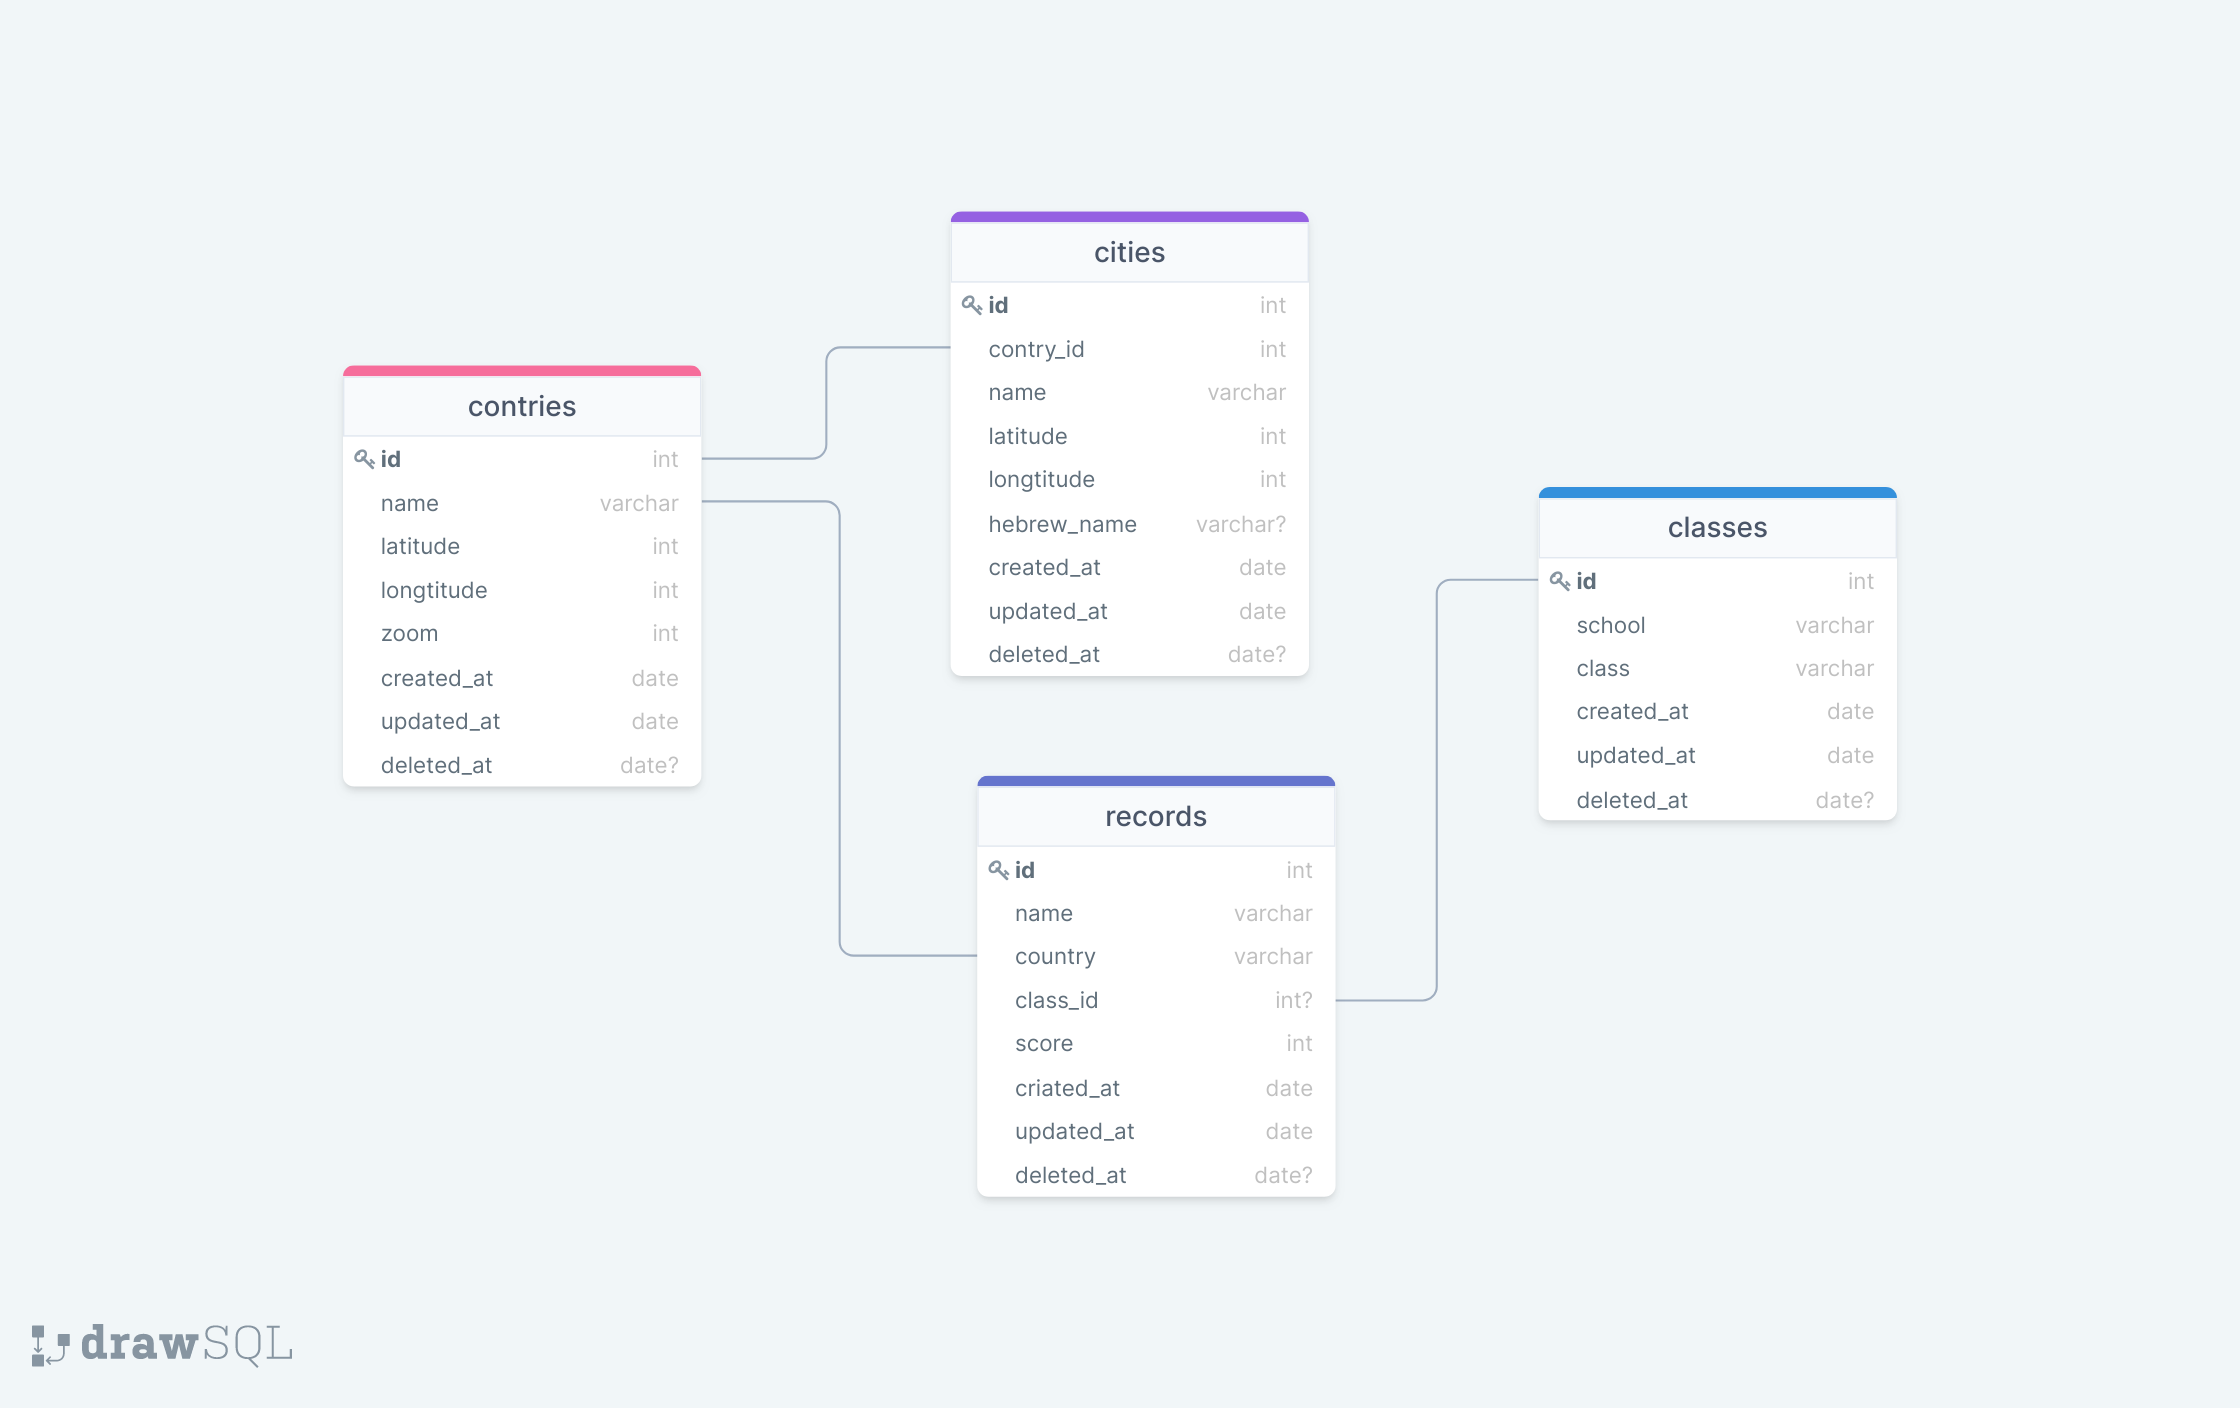 contries
id int
name varchar
latitude int
longtitude int
zoom int
created_at date
updated_at date
deleted_at date?
cities
id int
contry_id int
name varchar
latitude int
longtitude int
hebrew_name varchar?
created_at date
updated_at date
deleted_at date?
records
id int
name varchar
country varchar
class_id int?
score int
criated_at date
updated_at date
deleted_at date?
classes
id int
school varchar
class varchar
created_at date
updated_at date
deleted_at date?
drawSQL